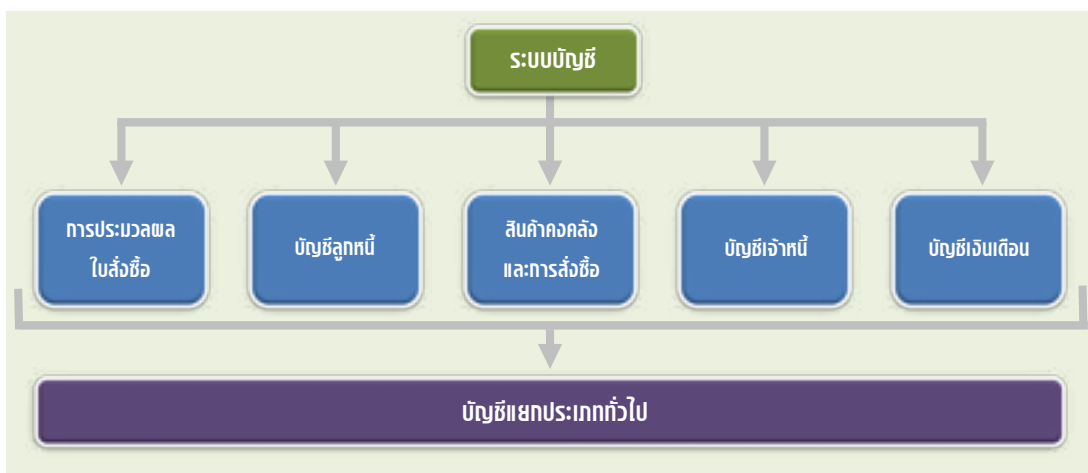 ระบบบัญชี
การประมวลผล
ใบสั่งซื้อ
บัญชีลูกหนี้
สินค้าคงคลัง
และการสั่งซื้อ
บัญชีเจ้าหนี้
บัญชีเงินเดือน
บัญชีแยกประเภททั่วไป